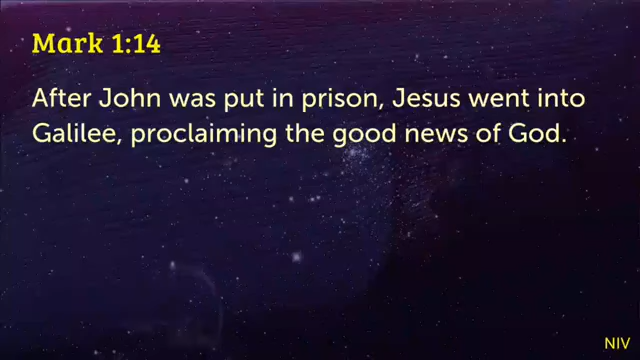 Mark 1:14
After John was put in prison, Jesus went into
Galilee, proclaiming the good news of God.
NIV